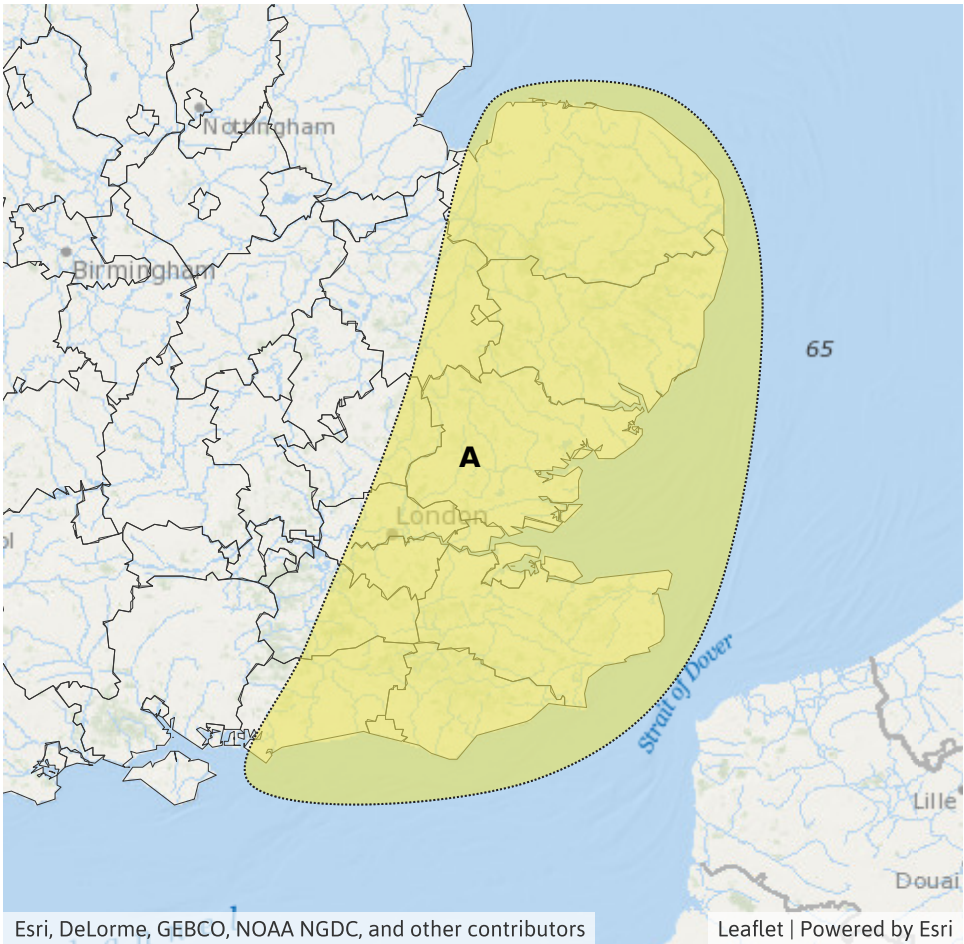 Nottingham
Birmingham
65
A
London
Strait of Dover
Lille
Douai
Esri, DeLorme, GEBCO, NOAA NGDC, and other contributors
Leaflet | Powered by Esri